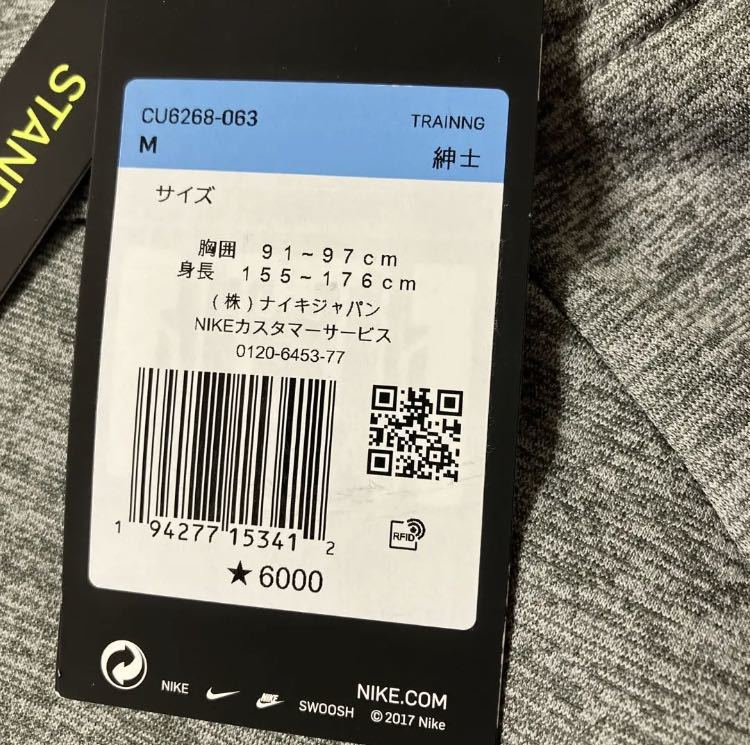 STAND
CU6268-063
TRAINNG
M
紳士
サイズ
胸囲 91~97cm
身長 155~176cm
(株)ナイキジャパン
NIKEカスタマーサービス
0120-6453-77
1 94277 15341 2
RFID
★6000
NIKE
NIKE
SWOOSH
NIKE.COM
©2017 Nike